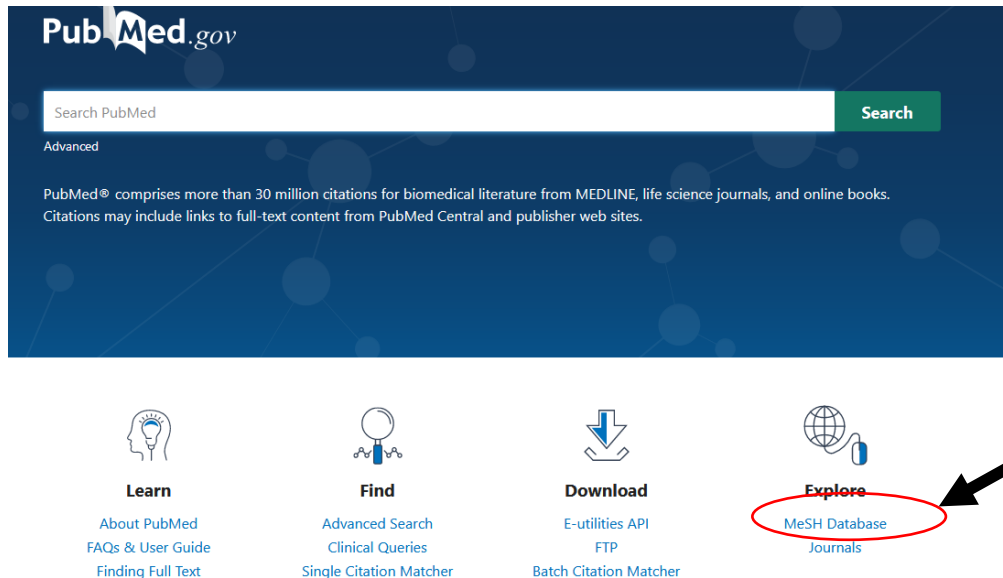 PubMed.gov
Search PubMed
Search
Advanced
PubMed® comprises more than 30 million citations for biomedical literature from MEDLINE, life science journals, and online books.
Citations may include links to full-text content from PubMed Central and publisher web sites.
Learn
About PubMed
FAQs & User Guide
Finding Full Text
Find
Advanced Search
Clinical Queries
Single Citation Matcher
Download
E-utilities API
FTP
Batch Citation Matcher
Explore
MeSH Database
Journals